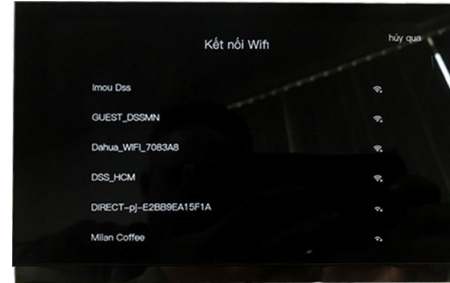 Kết nối Wifi
hủy qua
Imou Dss
GUEST_DSSMN
Dahua_WIFI_7083A8
DSS_HCM
DIRECT-pj-E2BB9EA15F1A
Milan Coffee